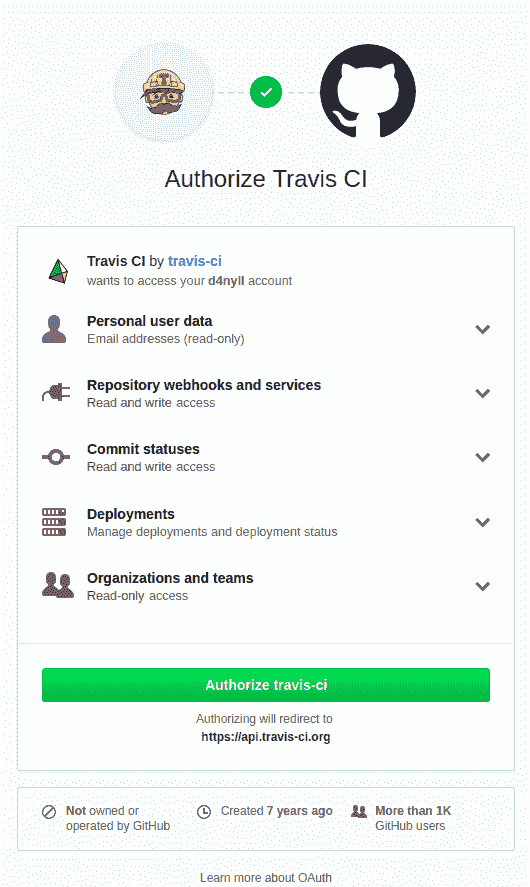 Authorize Travis CI
Travis CI by travis-ci
wants to access your d4nyll account
Personal user data
Email addresses (read-only)
Repository webhooks and services
Read and write access
Commit statuses
Read and write access
Deployments
Manage deployments and deployment status
Organizations and teams
Read-only access
Authorize travis-ci
Authorizing will redirect to
https://api.travis-ci.org
Not owned or
operated by GitHub
Created 7 years ago
More than 1K
GitHub users
Learn more about OAuth